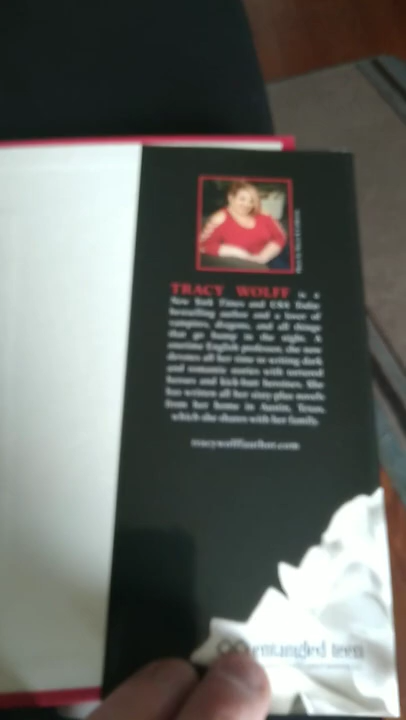 TRACY WOLFF is a
New York Times and USA Today
bestselling author and a lover of
vampires, dragons, and all things
that go bump in the night. A
onetime English professor, she now
devotes all her time to writing dark
and romantic stories with tortured
heroes and kick-butt heroines. She
has written all her sixty-plus novels
from her home in Austin, Texas,
which she shares with her family.
tracywolffauthor.com
entangled teen